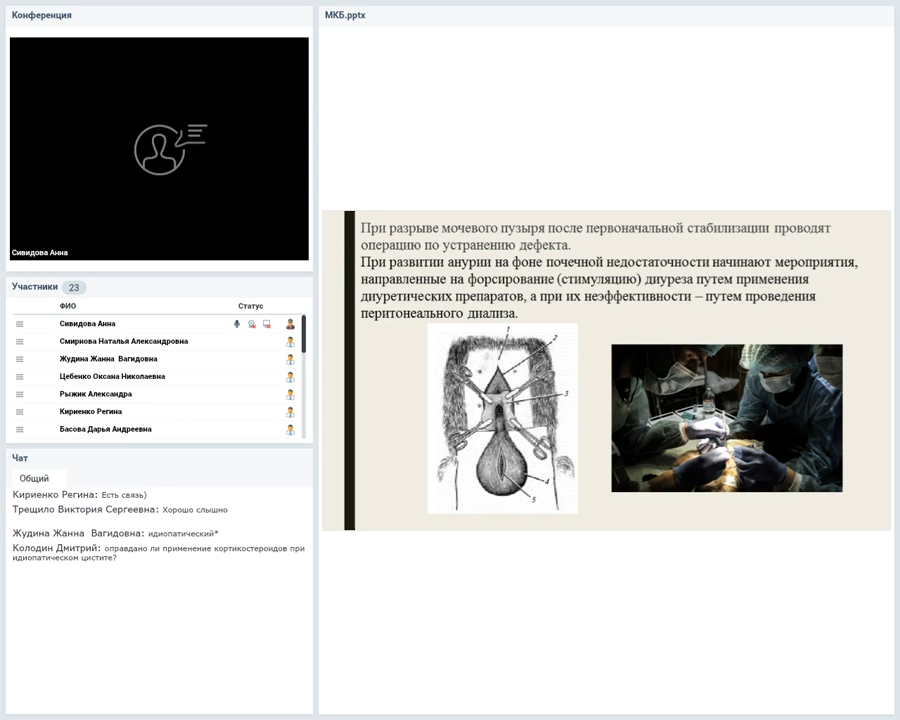 Конференция
Сивидова Анна
Участники 23
ФИО Статус
Сивидова Анна
Смирнова Наталья Александровна
Жудина Жанна Вагидовна
Цебенко Оксана Николаевна
Рыжик Александра
Кириенко Регина
Басова Дарья Андреевна
Чат
Общий
Кириенко Регина: Есть связь)
Трещило Виктория Сергеевна: Хорошо слышно
Жудина Жанна Вагидовна: идиопатический*
Колодин Дмитрий: оправдано ли применение кортикостероидов при
идиопатическом цистите?
МКБ.pptx
При разрыве мочевого пузыря после первоначальной стабилизации проводят
операцию по устранению дефекта.
При развитии анурии на фоне почечной недостаточности начинают мероприятия,
направленные на форсирование (стимуляцию) диуреза путем применения
диуретических препаратов, а при их неэффективности – путем проведения
перитонеального диализа.
1
2
3
4
5